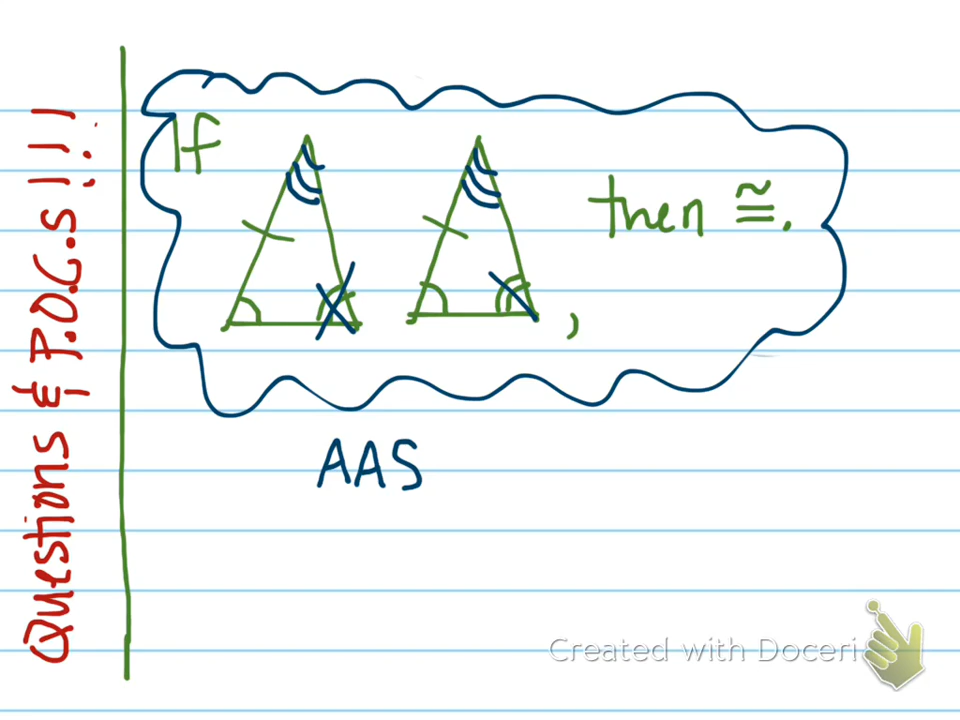 Questions & P.O.C.s !!!
If
then ≅.
,
AAS
Created with Doceri